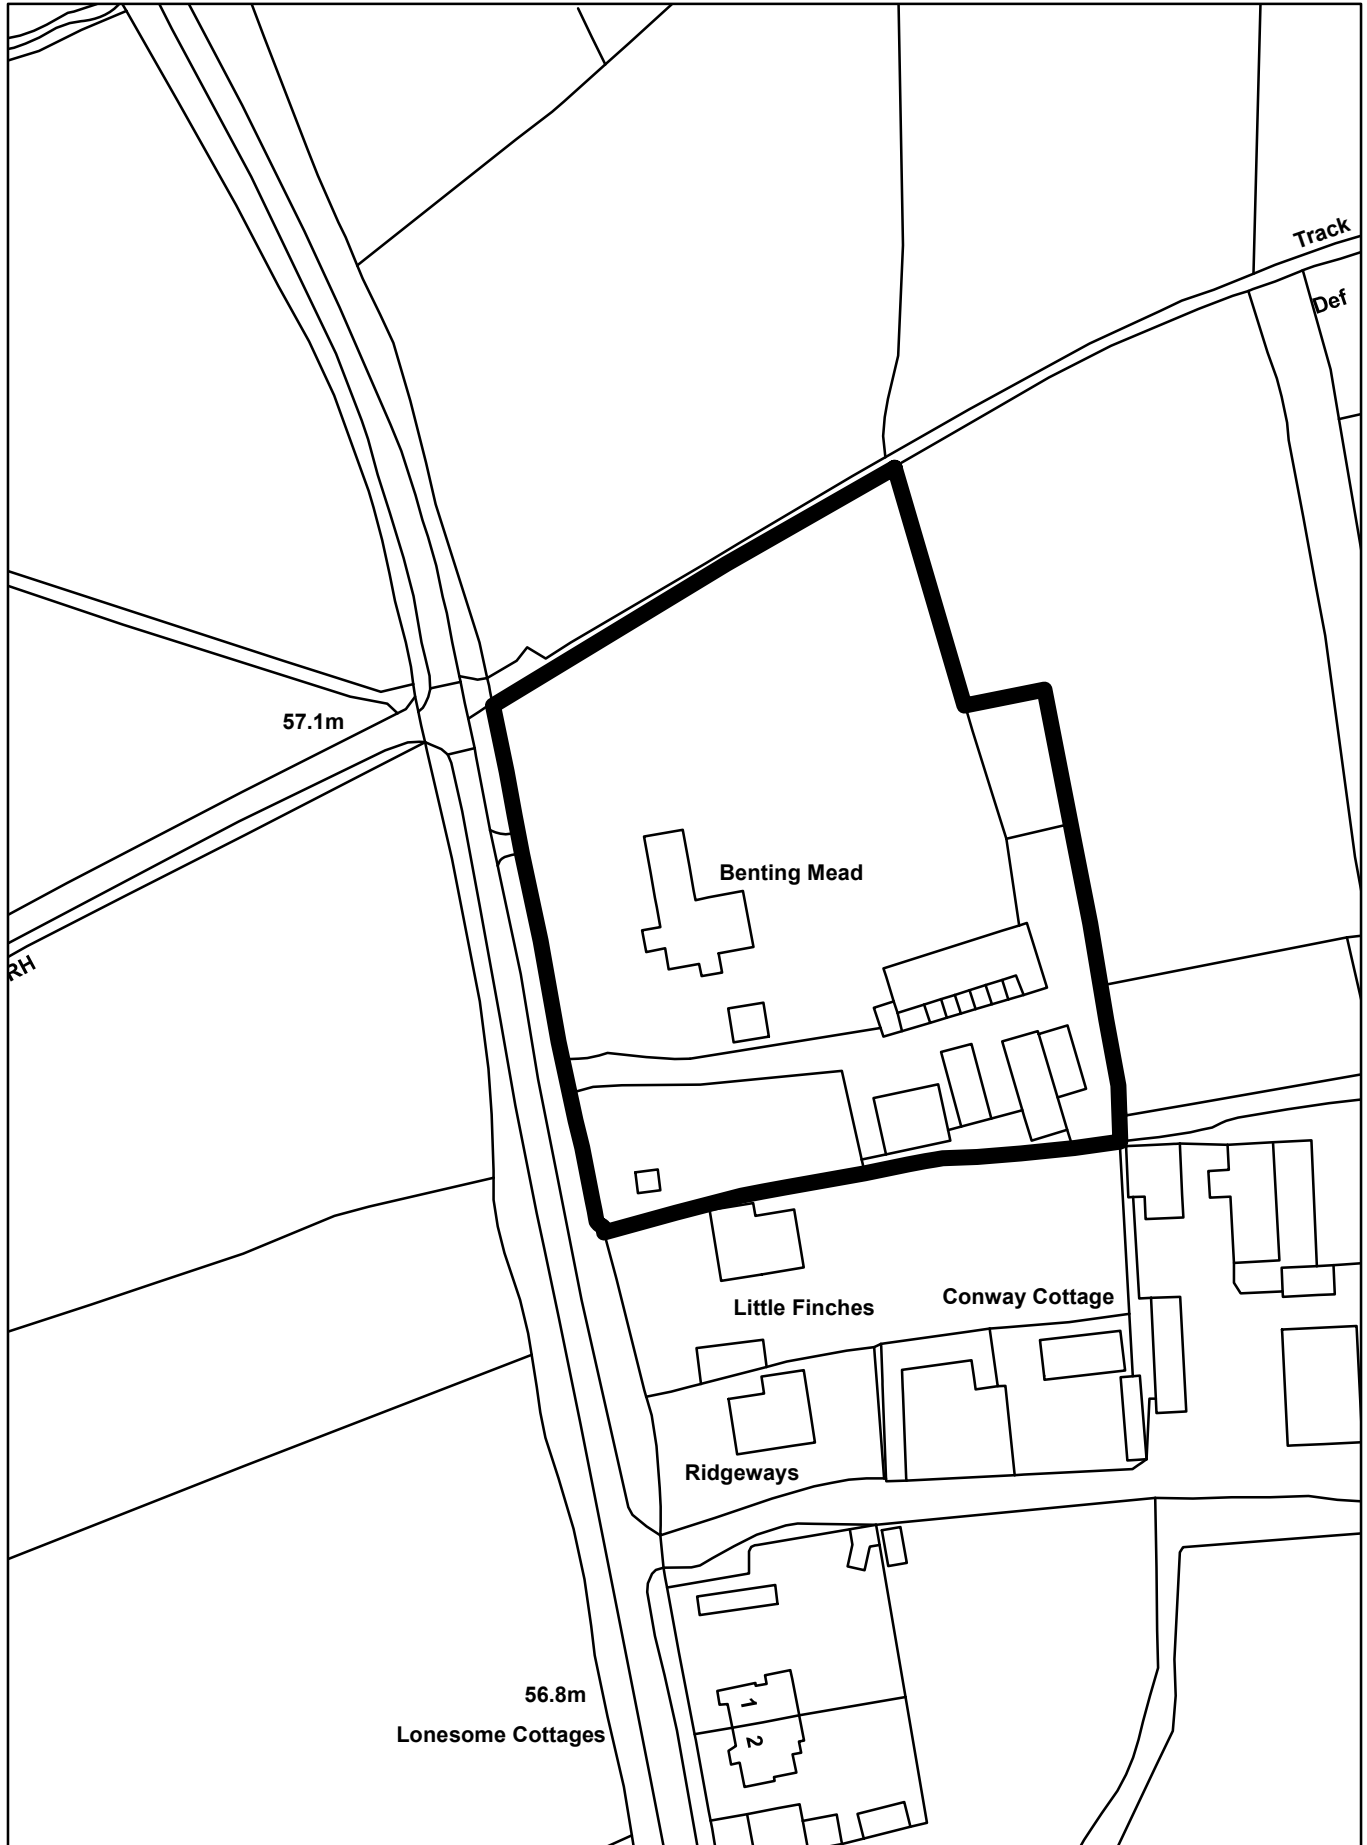 Track
Def
57.1m
Benting Mead
RH
Conway Cottage
Little Finches
Ridgeways
56.8m
1
Lonesome Cottages
2